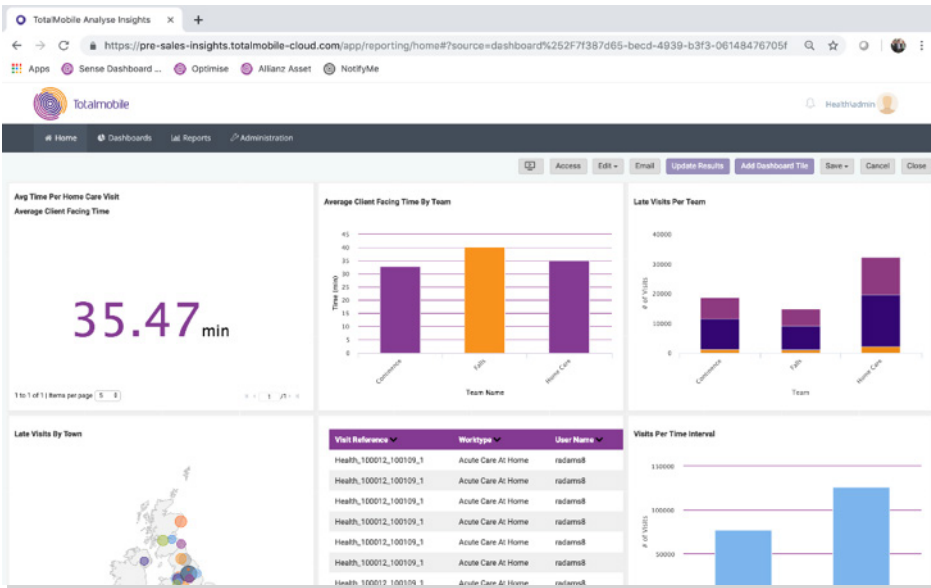 TotalMobile Analyse Insights
https://pre-sales-insights.totalmobile-cloud.com/app/reporting/home#?source=dashboard%252F7f387d65-becd-4939-b3f3-06148476705f
Apps Sense Dashboard ... Optimise Allianz Asset NotifyMe
Totalmobile
Healthladmin
Home Dashboards Reports Administration
Access Edit Email Update Results Add Dashboard Tile Save Cancel Close
Avg Time Per Home Care Visit
Average Client Facing Time
35.47 min
1 to 1 of 1 | Items per page 5
1 /1
Average Client Facing Time By Team
45
40
35
30
25
20
15
10
5
0
Time (min)
Continence
Falls
Home Care
Team Name
Late Visits Per Team
40000
30000
20000
10000
0
# of Visits
Continence
Falls
Home Care
Team
Late Visits By Town
Visit Reference Worktype User Name
Health_100012_100109_1 Acute Care At Home radams8
Health_100012_100109_1 Acute Care At Home radams8
Health_100012_100109_1 Acute Care At Home radams8
Health_100012_100109_1 Acute Care At Home radams8
Health_100012_100109_1 Acute Care At Home radams8
Health_100012_100109_1 Acute Care At Home radams8
Health_100012_100109_1 Acute Care At Home radams8
Visits Per Time Interval
150000
100000
50000
# of Visits